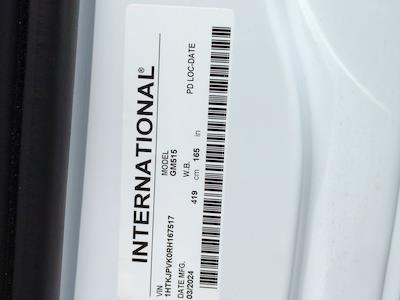 INTERNATIONAL®
MODEL
GM515
W.B.
419 cm 165 in
PD LOC-DATE
VIN
1HTKJPVK0RH167517
DATE MFG.
03/2024